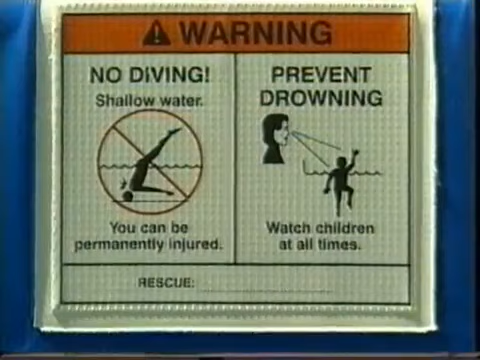 WARNING
NO DIVING!
Shallow water.
You can be
permanently injured.
PREVENT
DROWNING
Watch children
at all times.
RESCUE: